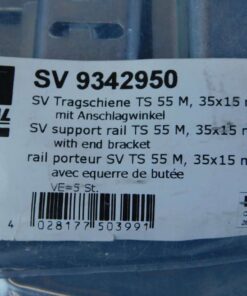 SV 9342950
SV Tragschiene TS 55 M, 35x15
mit Anschlagwinkel
SV support rail TS 55 M, 35x15
with end bracket
rail porteur SV TS 55 M, 35x15
avec equerre de butée
VE=5 St.
4 028177 503991